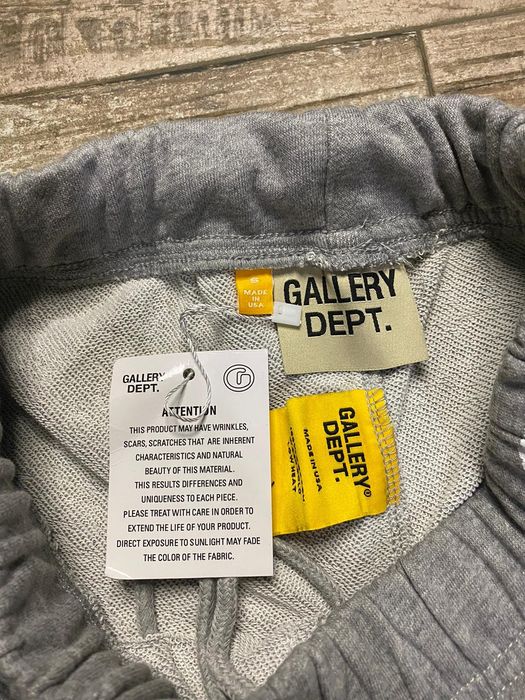 S
MADE
IN
USA
GALLERY
DEPT.
GALLERY
DEPT.
G
ATTENTION
THIS PRODUCT MAY HAVE WRINKLES,
SCARS, SCRATCHES THAT ARE INHERENT
CHARACTERISTICS AND NATURAL
BEAUTY OF THIS MATERIAL.
THIS RESULTS DIFFERENCES AND
UNIQUENESS TO EACH PIECE.
PLEASE TREAT WITH CARE IN ORDER TO
EXTEND THE LIFE OF YOUR PRODUCT.
DIRECT EXPOSURE TO SUNLIGHT MAY FADE
THE COLOR OF THE FABRIC.
GALLERY®
DEPT.
MADE IN USA